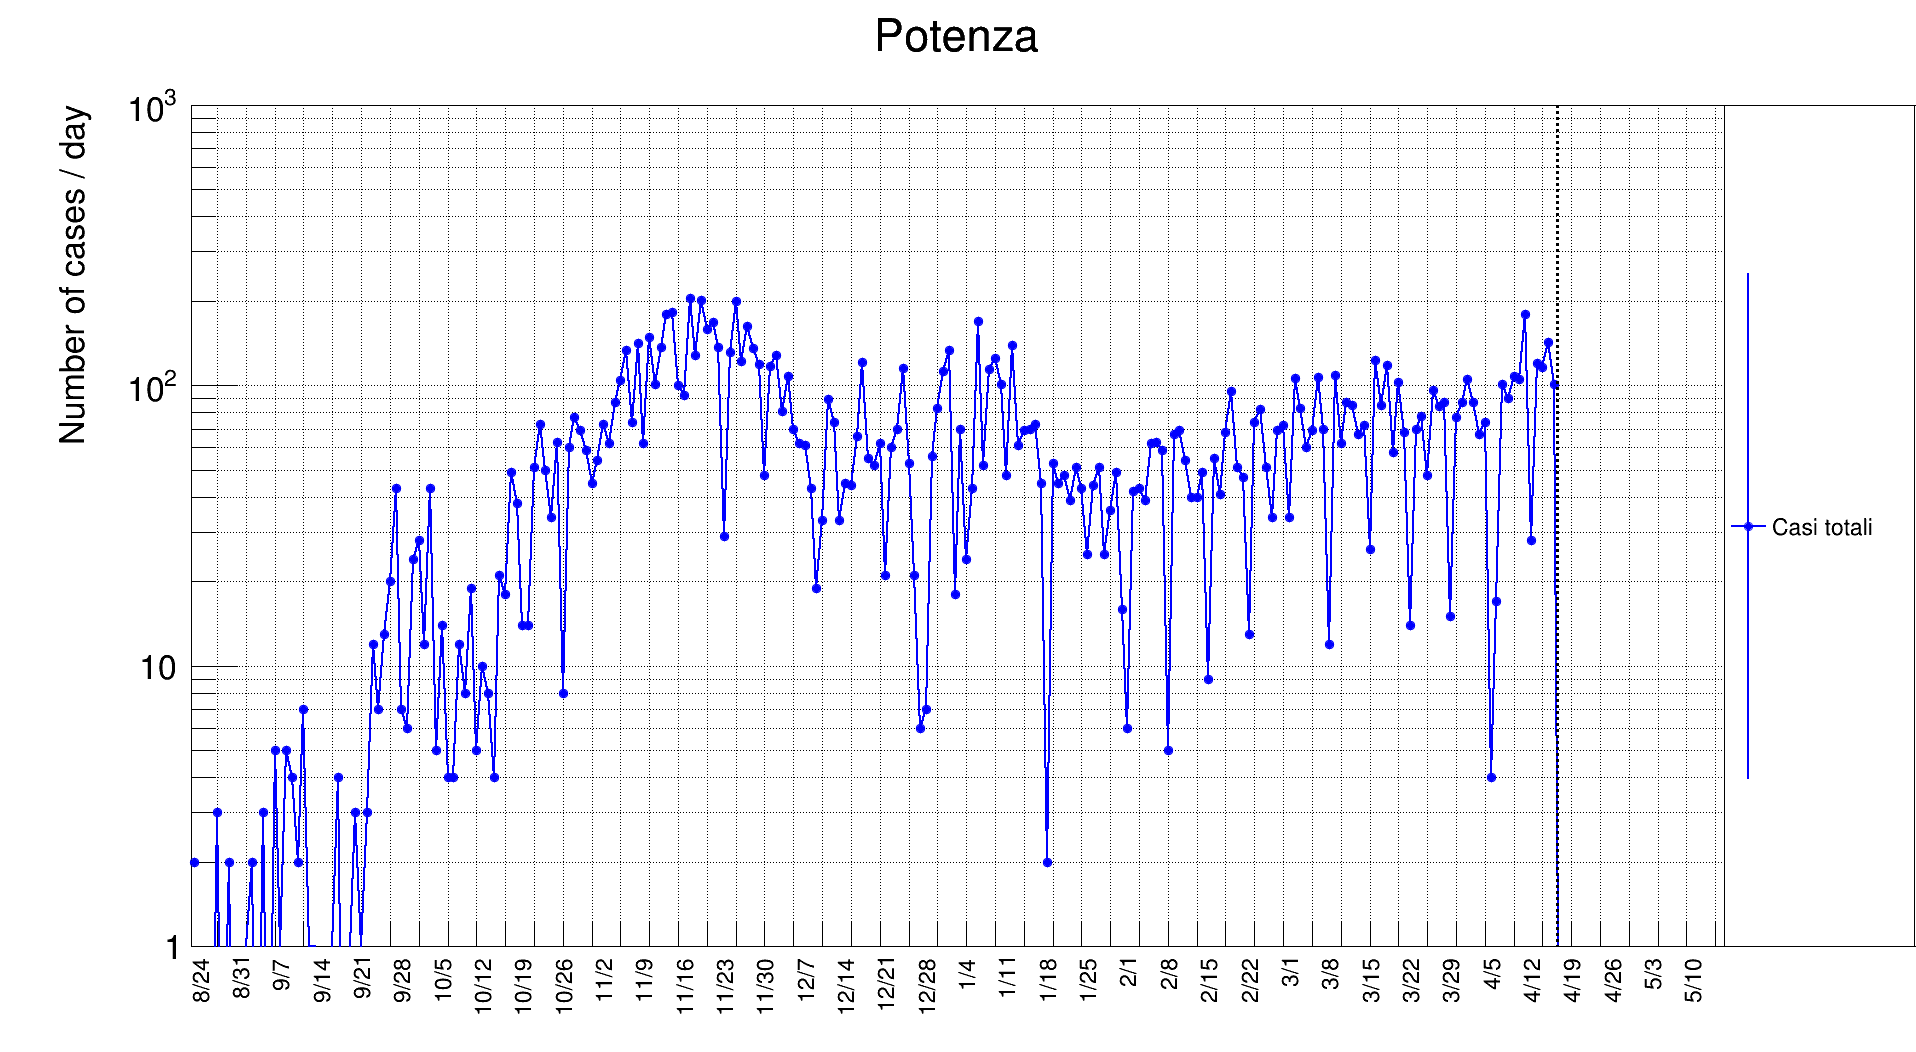 Potenza
Number of cases / day
10³
10²
10
1
8/24 8/31 9/7 9/14 9/21 9/28 10/5 10/12 10/19 10/26 11/2 11/9 11/16 11/23 11/30 12/7 12/14 12/21 12/28 1/4 1/11 1/18 1/25 2/1 2/8 2/15 2/22 3/1 3/8 3/15 3/22 3/29 4/5 4/12 4/19 4/26 5/3 5/10
Casi totali